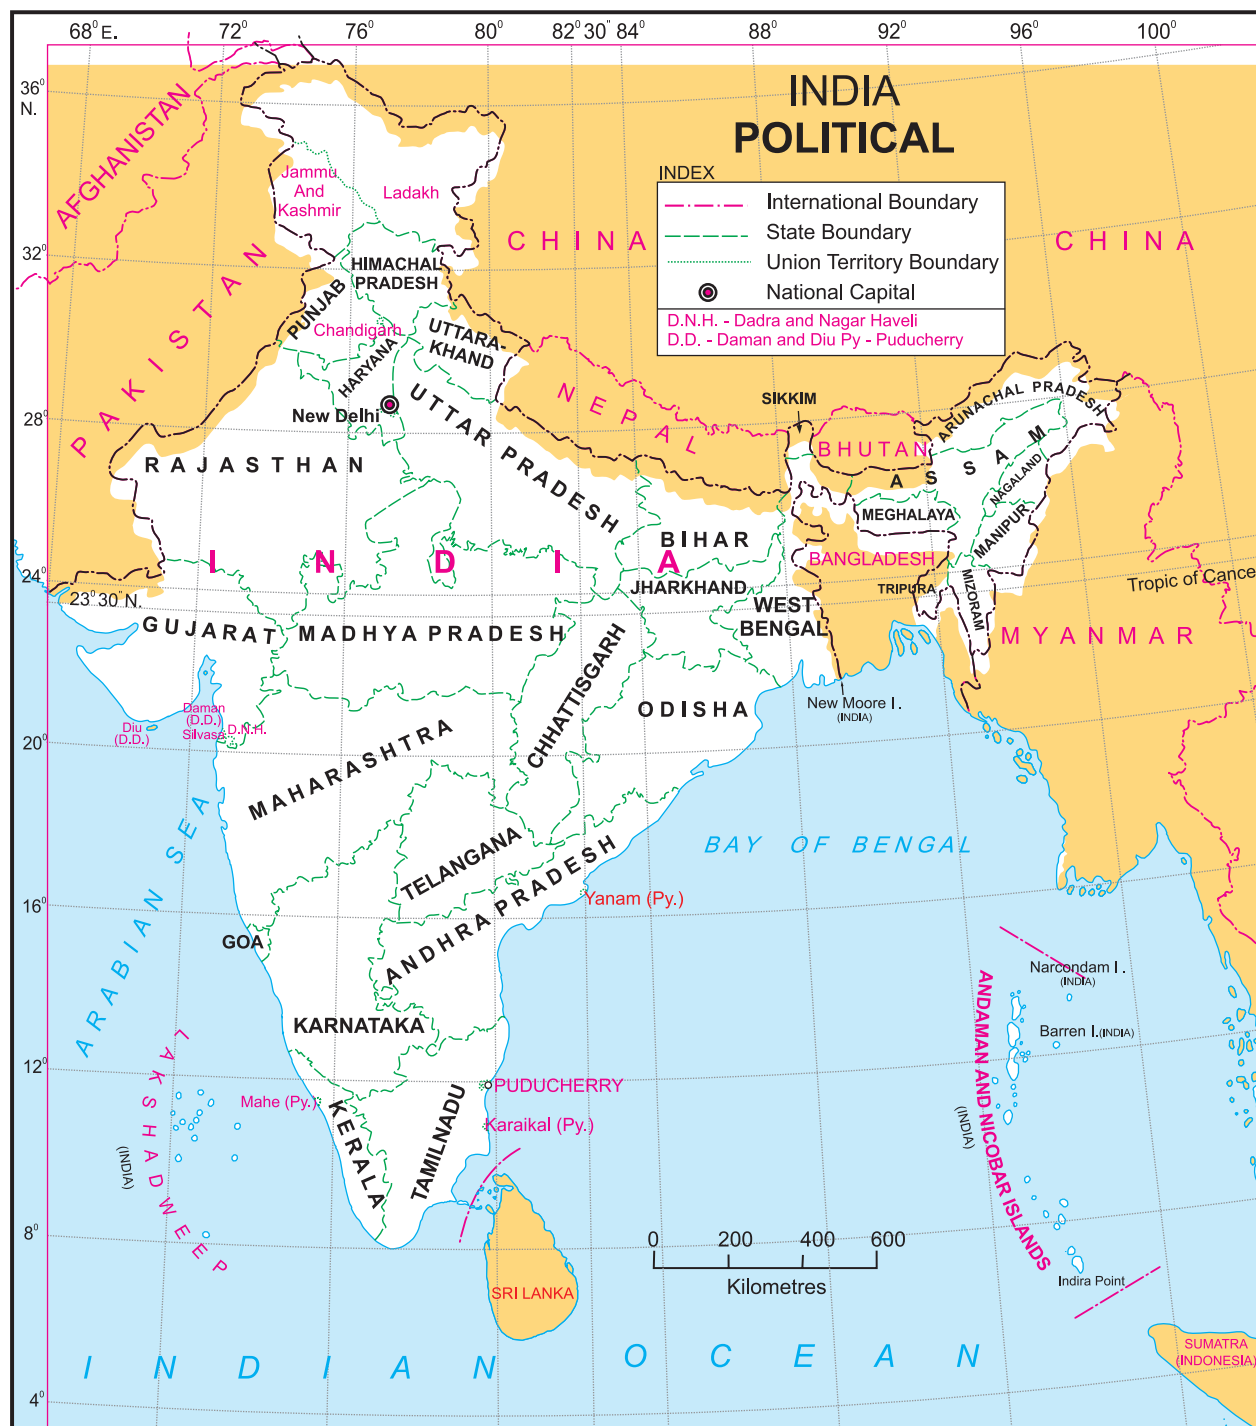 68° E.
72°
76°
80°
82°30'' 84°
88°
92°
96°
100°
36°
N.
32°
28°
24°
23°30'' N.
20°
16°
12°
8°
4°
INDIA
POLITICAL
INDEX
International Boundary
State Boundary
Union Territory Boundary
National Capital
D.N.H. - Dadra and Nagar Haveli
D.D. - Daman and Diu Py - Puducherry
AFGHANISTAN
PAKISTAN
CHINA
CHINA
NEPAL
BHUTAN
BANGLADESH
MYANMAR
Tropic of Cance
Jammu
And
Kashmir
Ladakh
HIMACHAL
PRADESH
PUNJAB
Chandigarh
HARYANA
UTTARA-
KHAND
New Delhi
UTTAR PRADESH
RAJASTHAN
SIKKIM
ARUNACHAL PRADESH
ASSAM
NAGALAND
MEGHALAYA
MANIPUR
TRIPURA
MIZORAM
BIHAR
INDIA
JHARKHAND
WEST
BENGAL
GUJARAT
MADHYA PRADESH
CHHATTISGARH
ODISHA
New Moore I.
(INDIA)
Daman
(D.D.)
Silvasa
D.N.H.
Diu
(D.D.)
MAHARASHTRA
TELANGANA
ANDHRA PRADESH
Yanam (Py.)
GOA
KARNATAKA
ARABIAN SEA
BAY OF BENGAL
LAKSHADWEEP
(INDIA)
Mahe (Py.)
KERALA
TAMILNADU
PUDUCHERRY
Karaikal (Py.)
SRI LANKA
Narcondam I .
(INDIA)
Barren I.(INDIA)
ANDAMAN AND NICOBAR ISLANDS
(INDIA)
Indira Point
0 200 400 600
Kilometres
INDIAN OCEAN
SUMATRA
(INDONESIA)